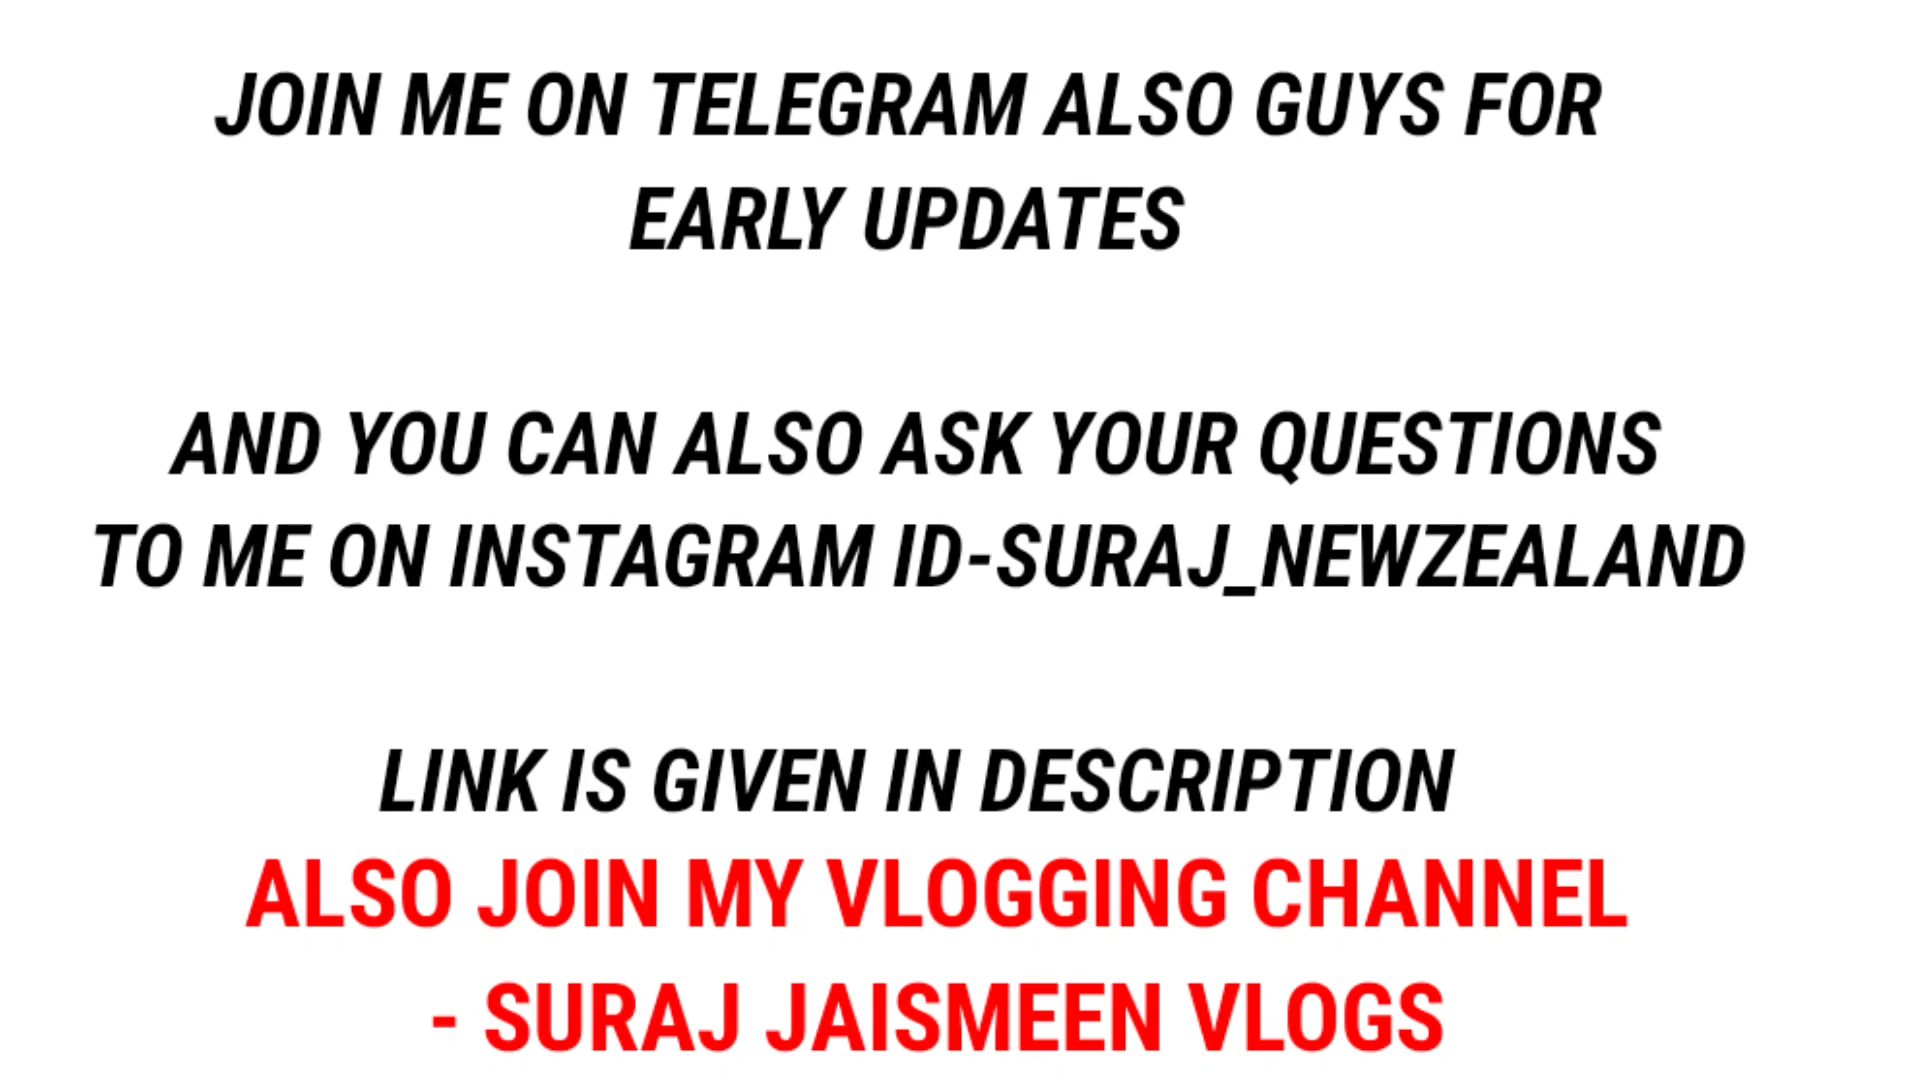 JOIN ME ON TELEGRAM ALSO GUYS FOR
EARLY UPDATES
AND YOU CAN ALSO ASK YOUR QUESTIONS
TO ME ON INSTAGRAM ID-SURAJ_NEWZEALAND
LINK IS GIVEN IN DESCRIPTION
ALSO JOIN MY VLOGGING CHANNEL
- SURAJ JAISMEEN VLOGS